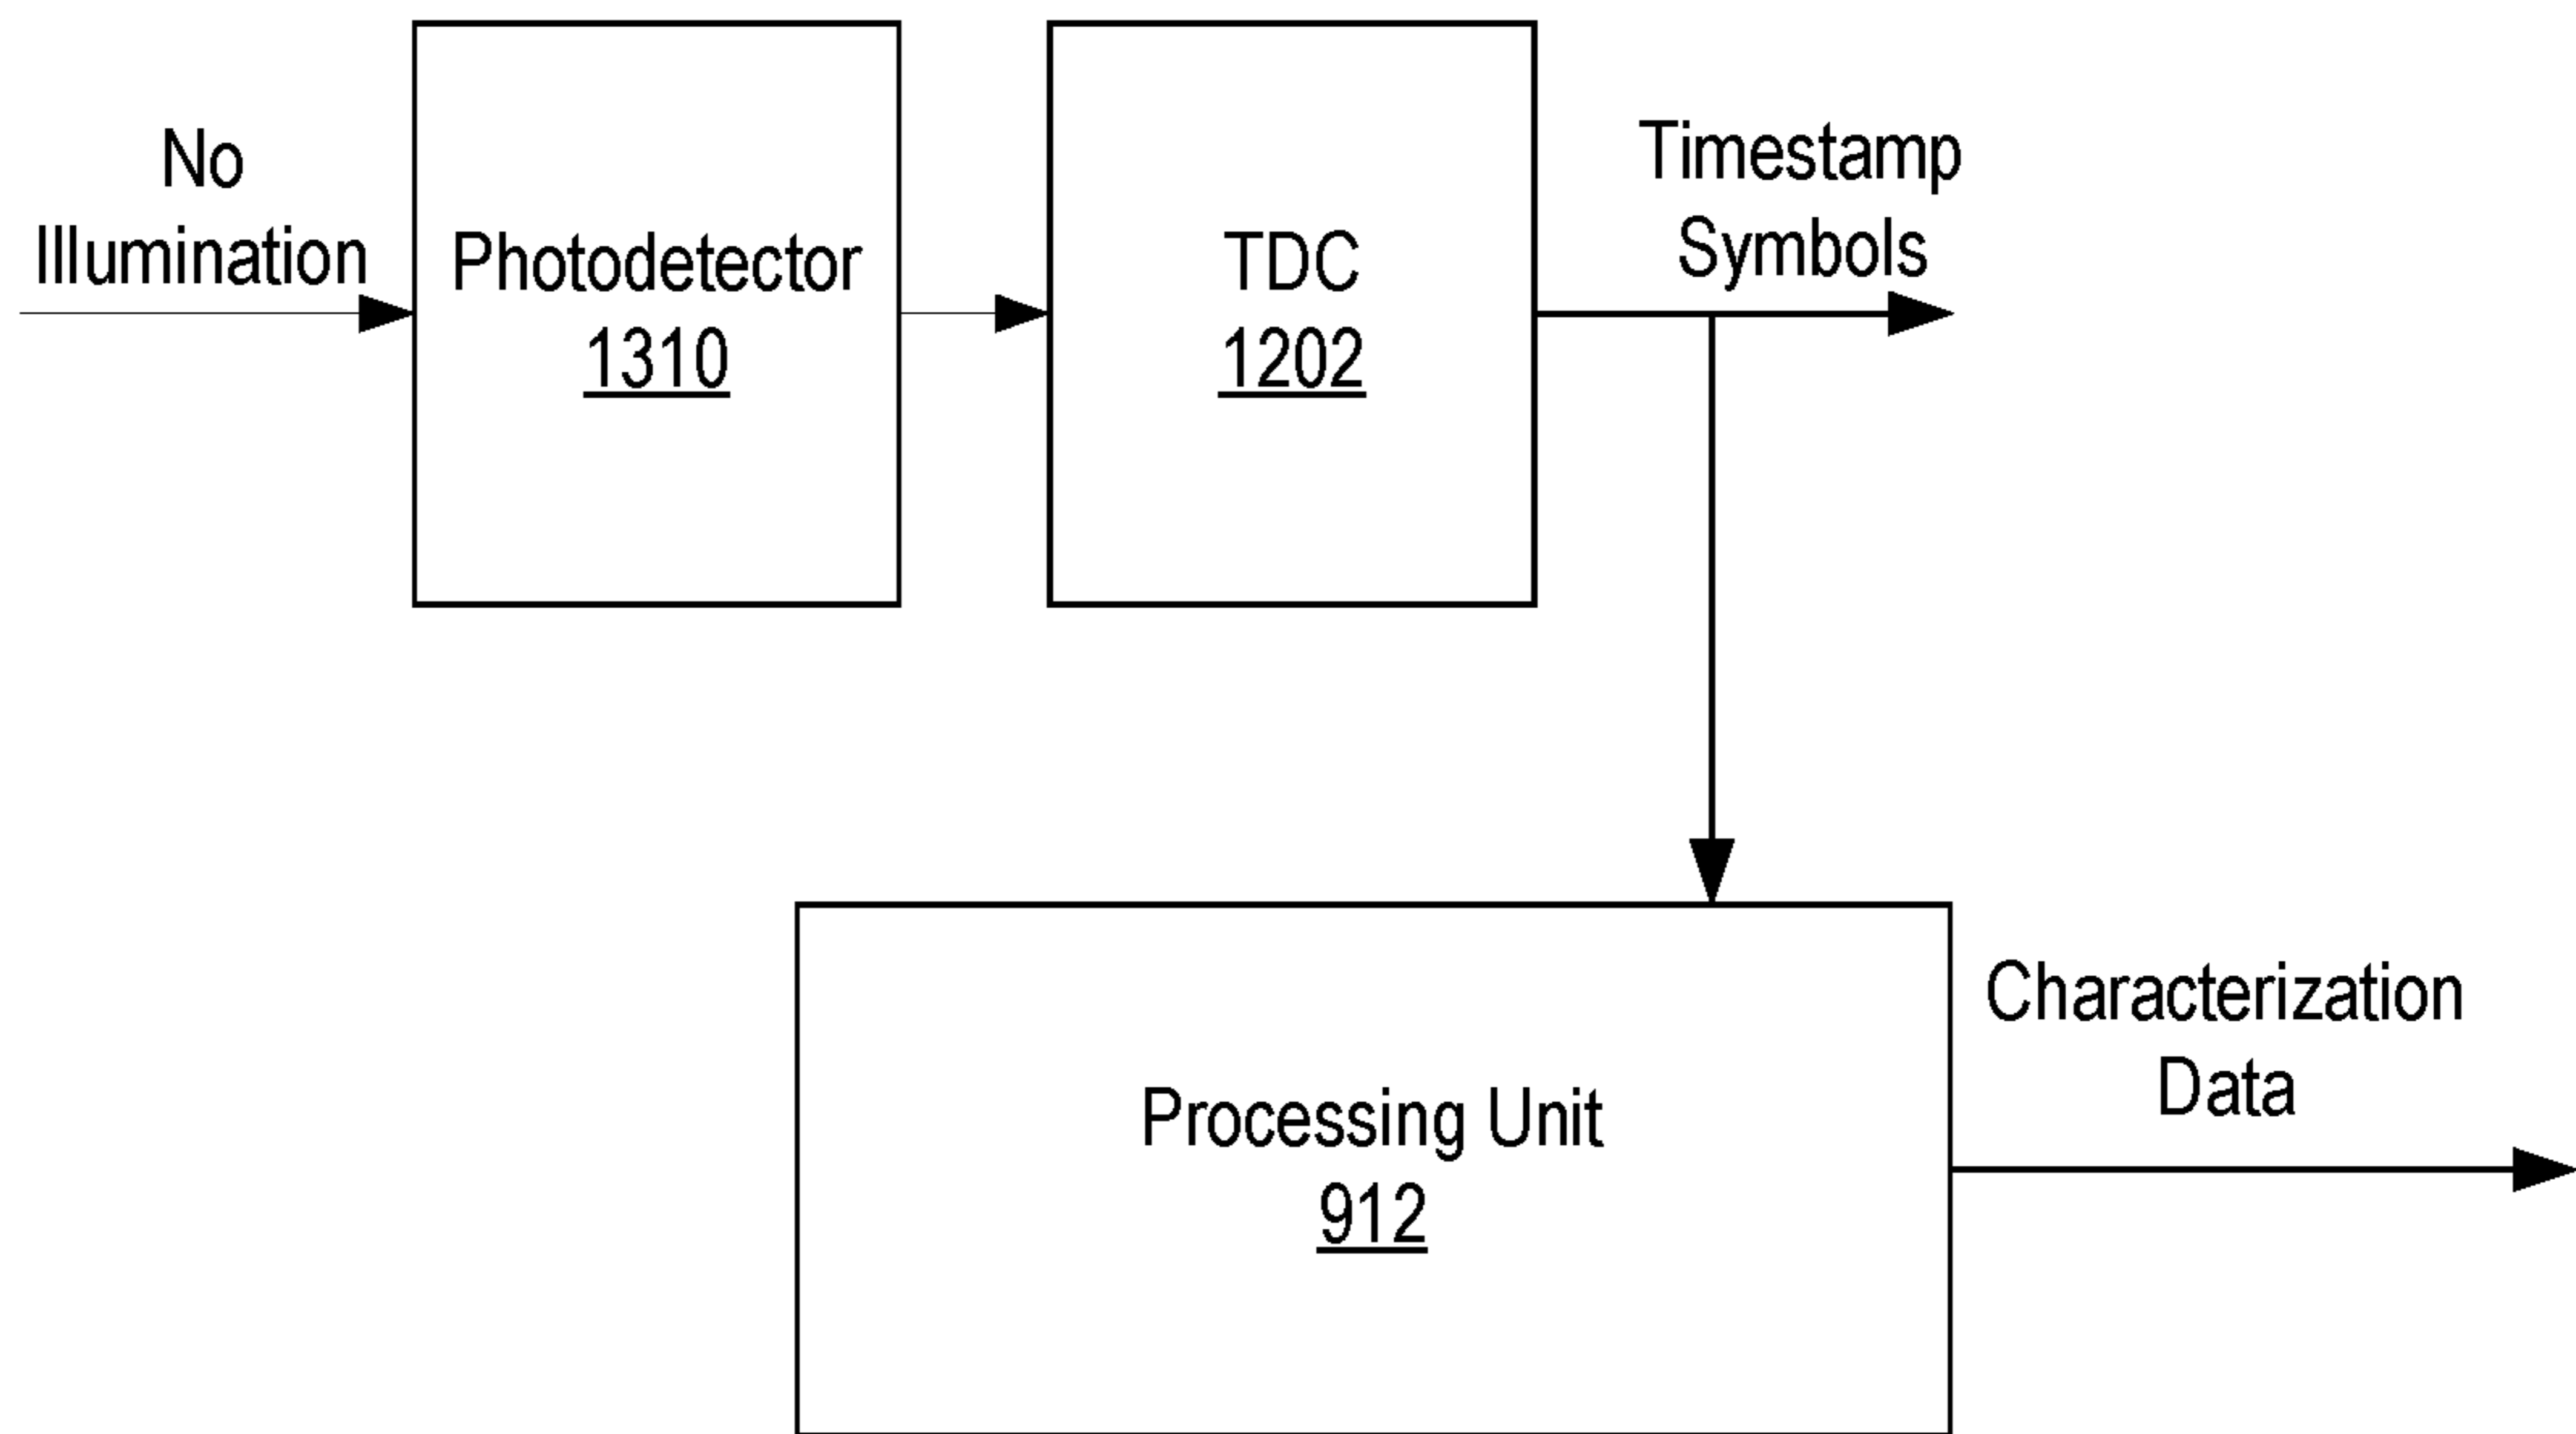 No
Illumination
Photodetector
1310
TDC
1202
Timestamp
Symbols
Processing Unit
912
Characterization
Data